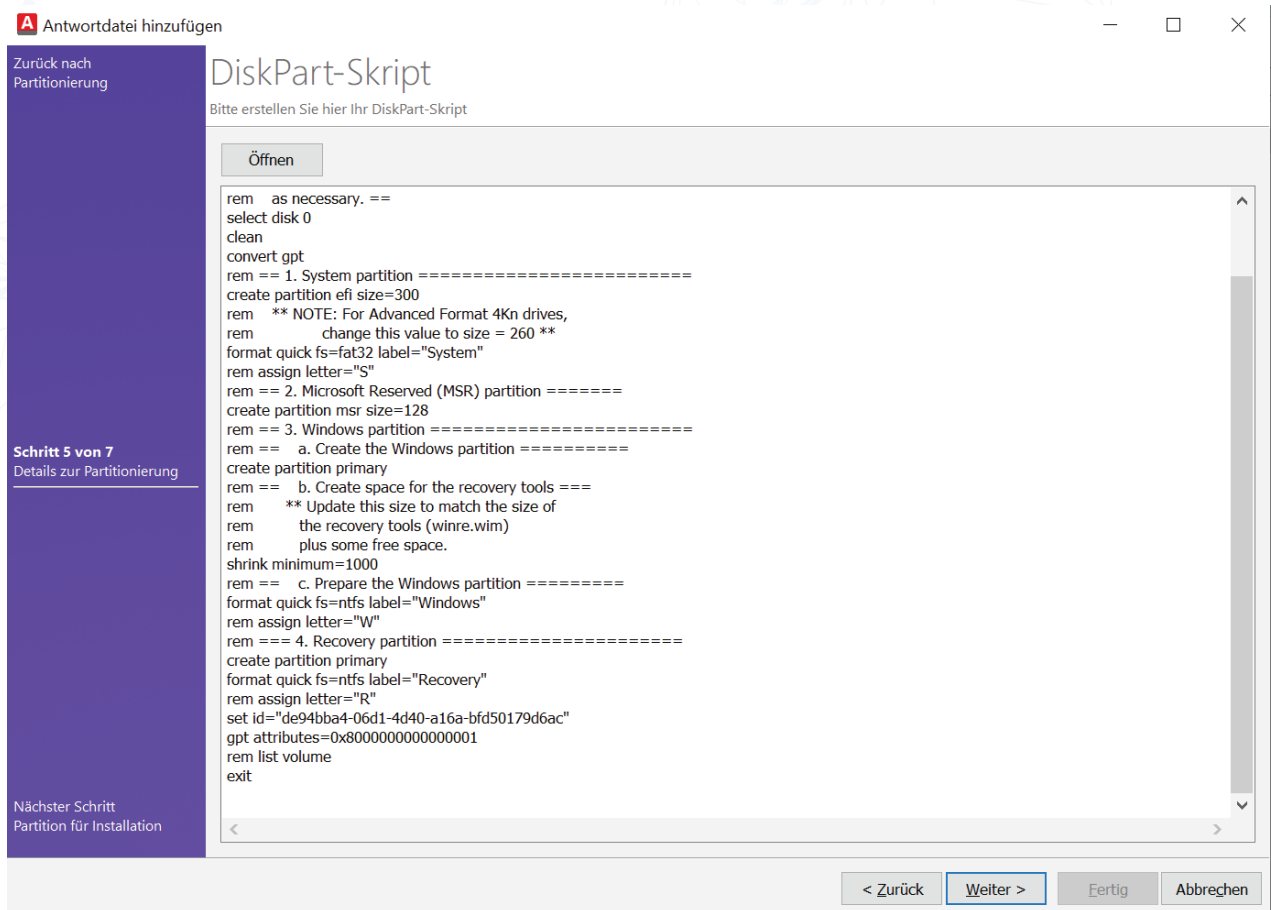 A Antwortdatei hinzufügen
Zurück nach
Partitionierung
DiskPart-Skript
Bitte erstellen Sie hier Ihr DiskPart-Skript
Öffnen
rem    as necessary. ==
select disk 0
clean
convert gpt
rem == 1. System partition =========================
create partition efi size=300
rem    ** NOTE: For Advanced Format 4Kn drives,
rem               change this value to size = 260 **
format quick fs=fat32 label="System"
rem assign letter="S"
rem == 2. Microsoft Reserved (MSR) partition =======
create partition msr size=128
rem == 3. Windows partition ========================
rem ==    a. Create the Windows partition ==========
create partition primary
rem ==    b. Create space for the recovery tools ===
rem       ** Update this size to match the size of
rem          the recovery tools (winre.wim)
rem          plus some free space.
shrink minimum=1000
rem ==    c. Prepare the Windows partition =========
format quick fs=ntfs label="Windows"
rem assign letter="W"
rem === 4. Recovery partition ======================
create partition primary
format quick fs=ntfs label="Recovery"
rem assign letter="R"
set id="de94bba4-06d1-4d40-a16a-bfd50179d6ac"
gpt attributes=0x8000000000000001
rem list volume
exit
Schritt 5 von 7
Details zur Partitionierung
Nächster Schritt
Partition für Installation
< Zurück
Weiter >
Fertig
Abbrechen